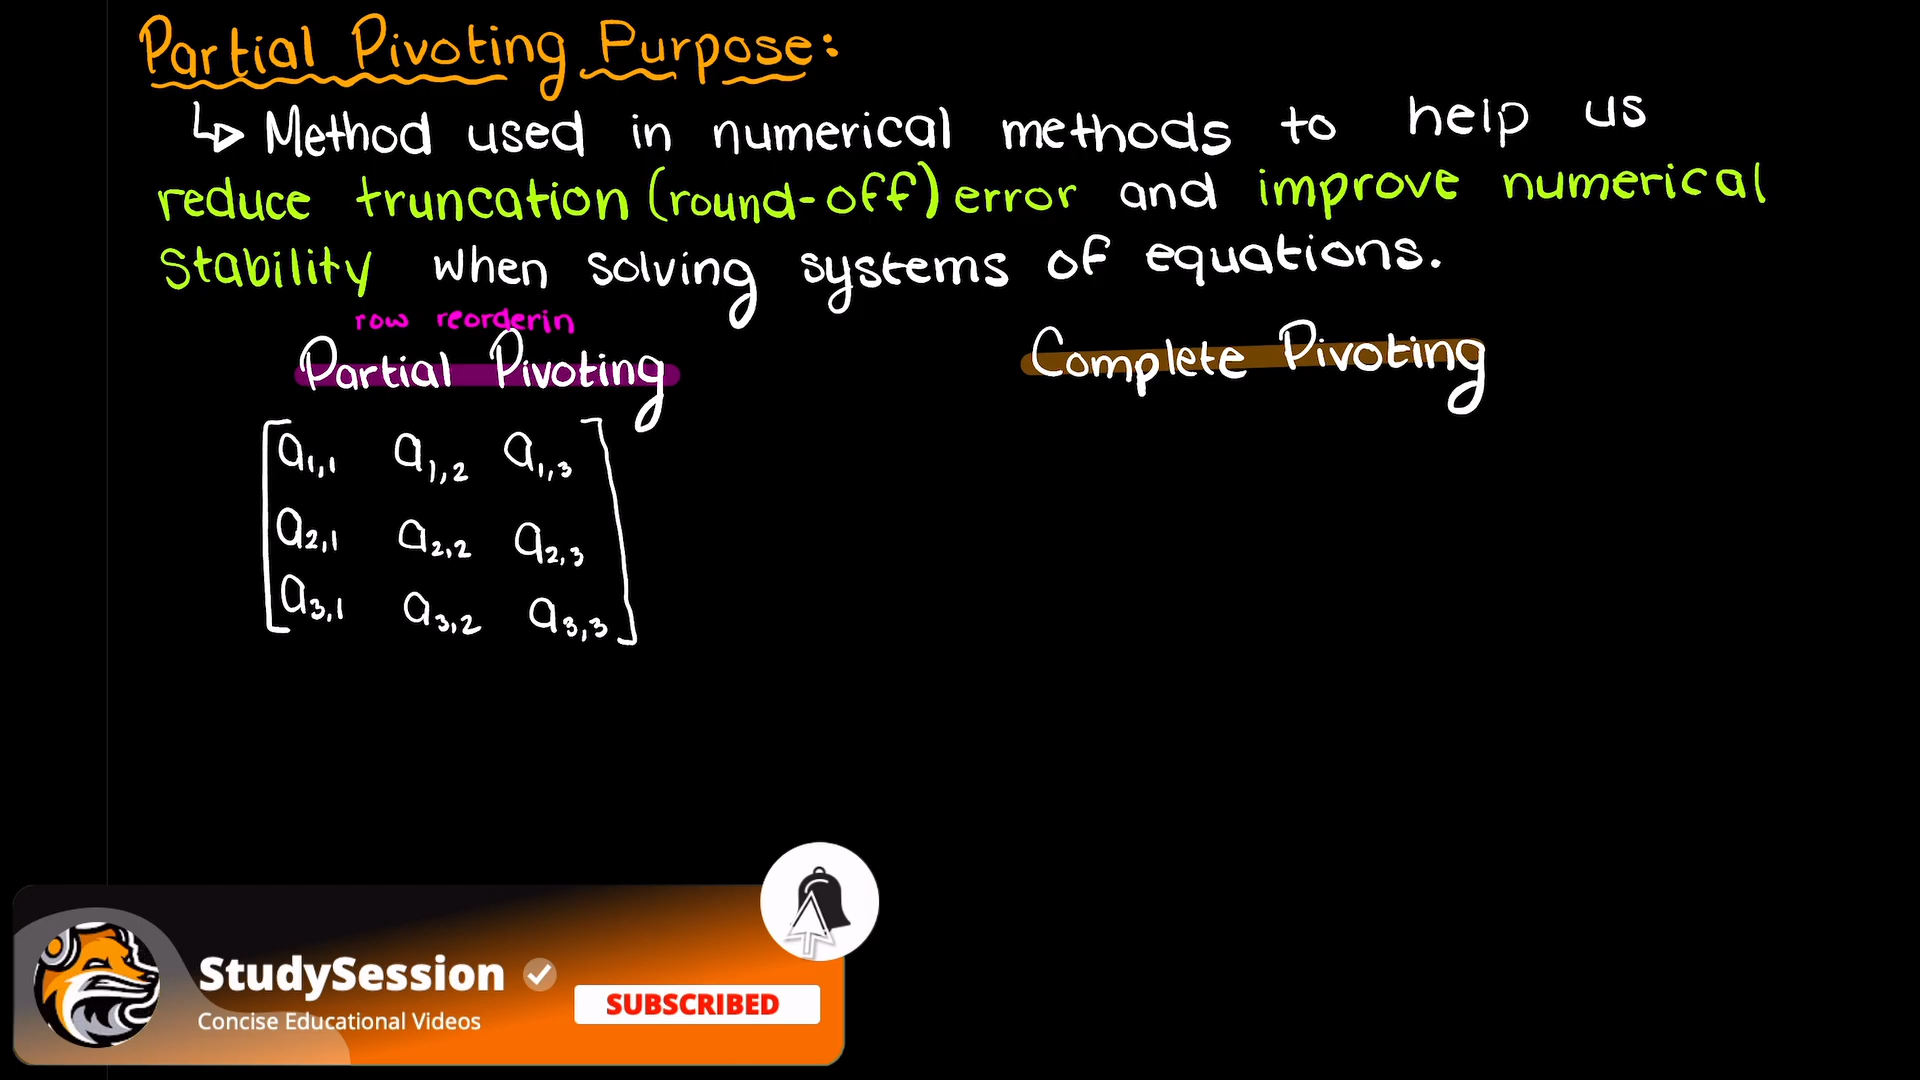 Partial Pivoting Purpose:
↳ Method used in numerical methods to help us
reduce truncation (round-off) error and improve numerical
stability when solving systems of equations.
row reorderin
Partial Pivoting
Complete Pivoting
a1,1 a1,2 a1,3
a2,1 a2,2 a2,3
a3,1 a3,2 a3,3
StudySession
Concise Educational Videos
SUBSCRIBED